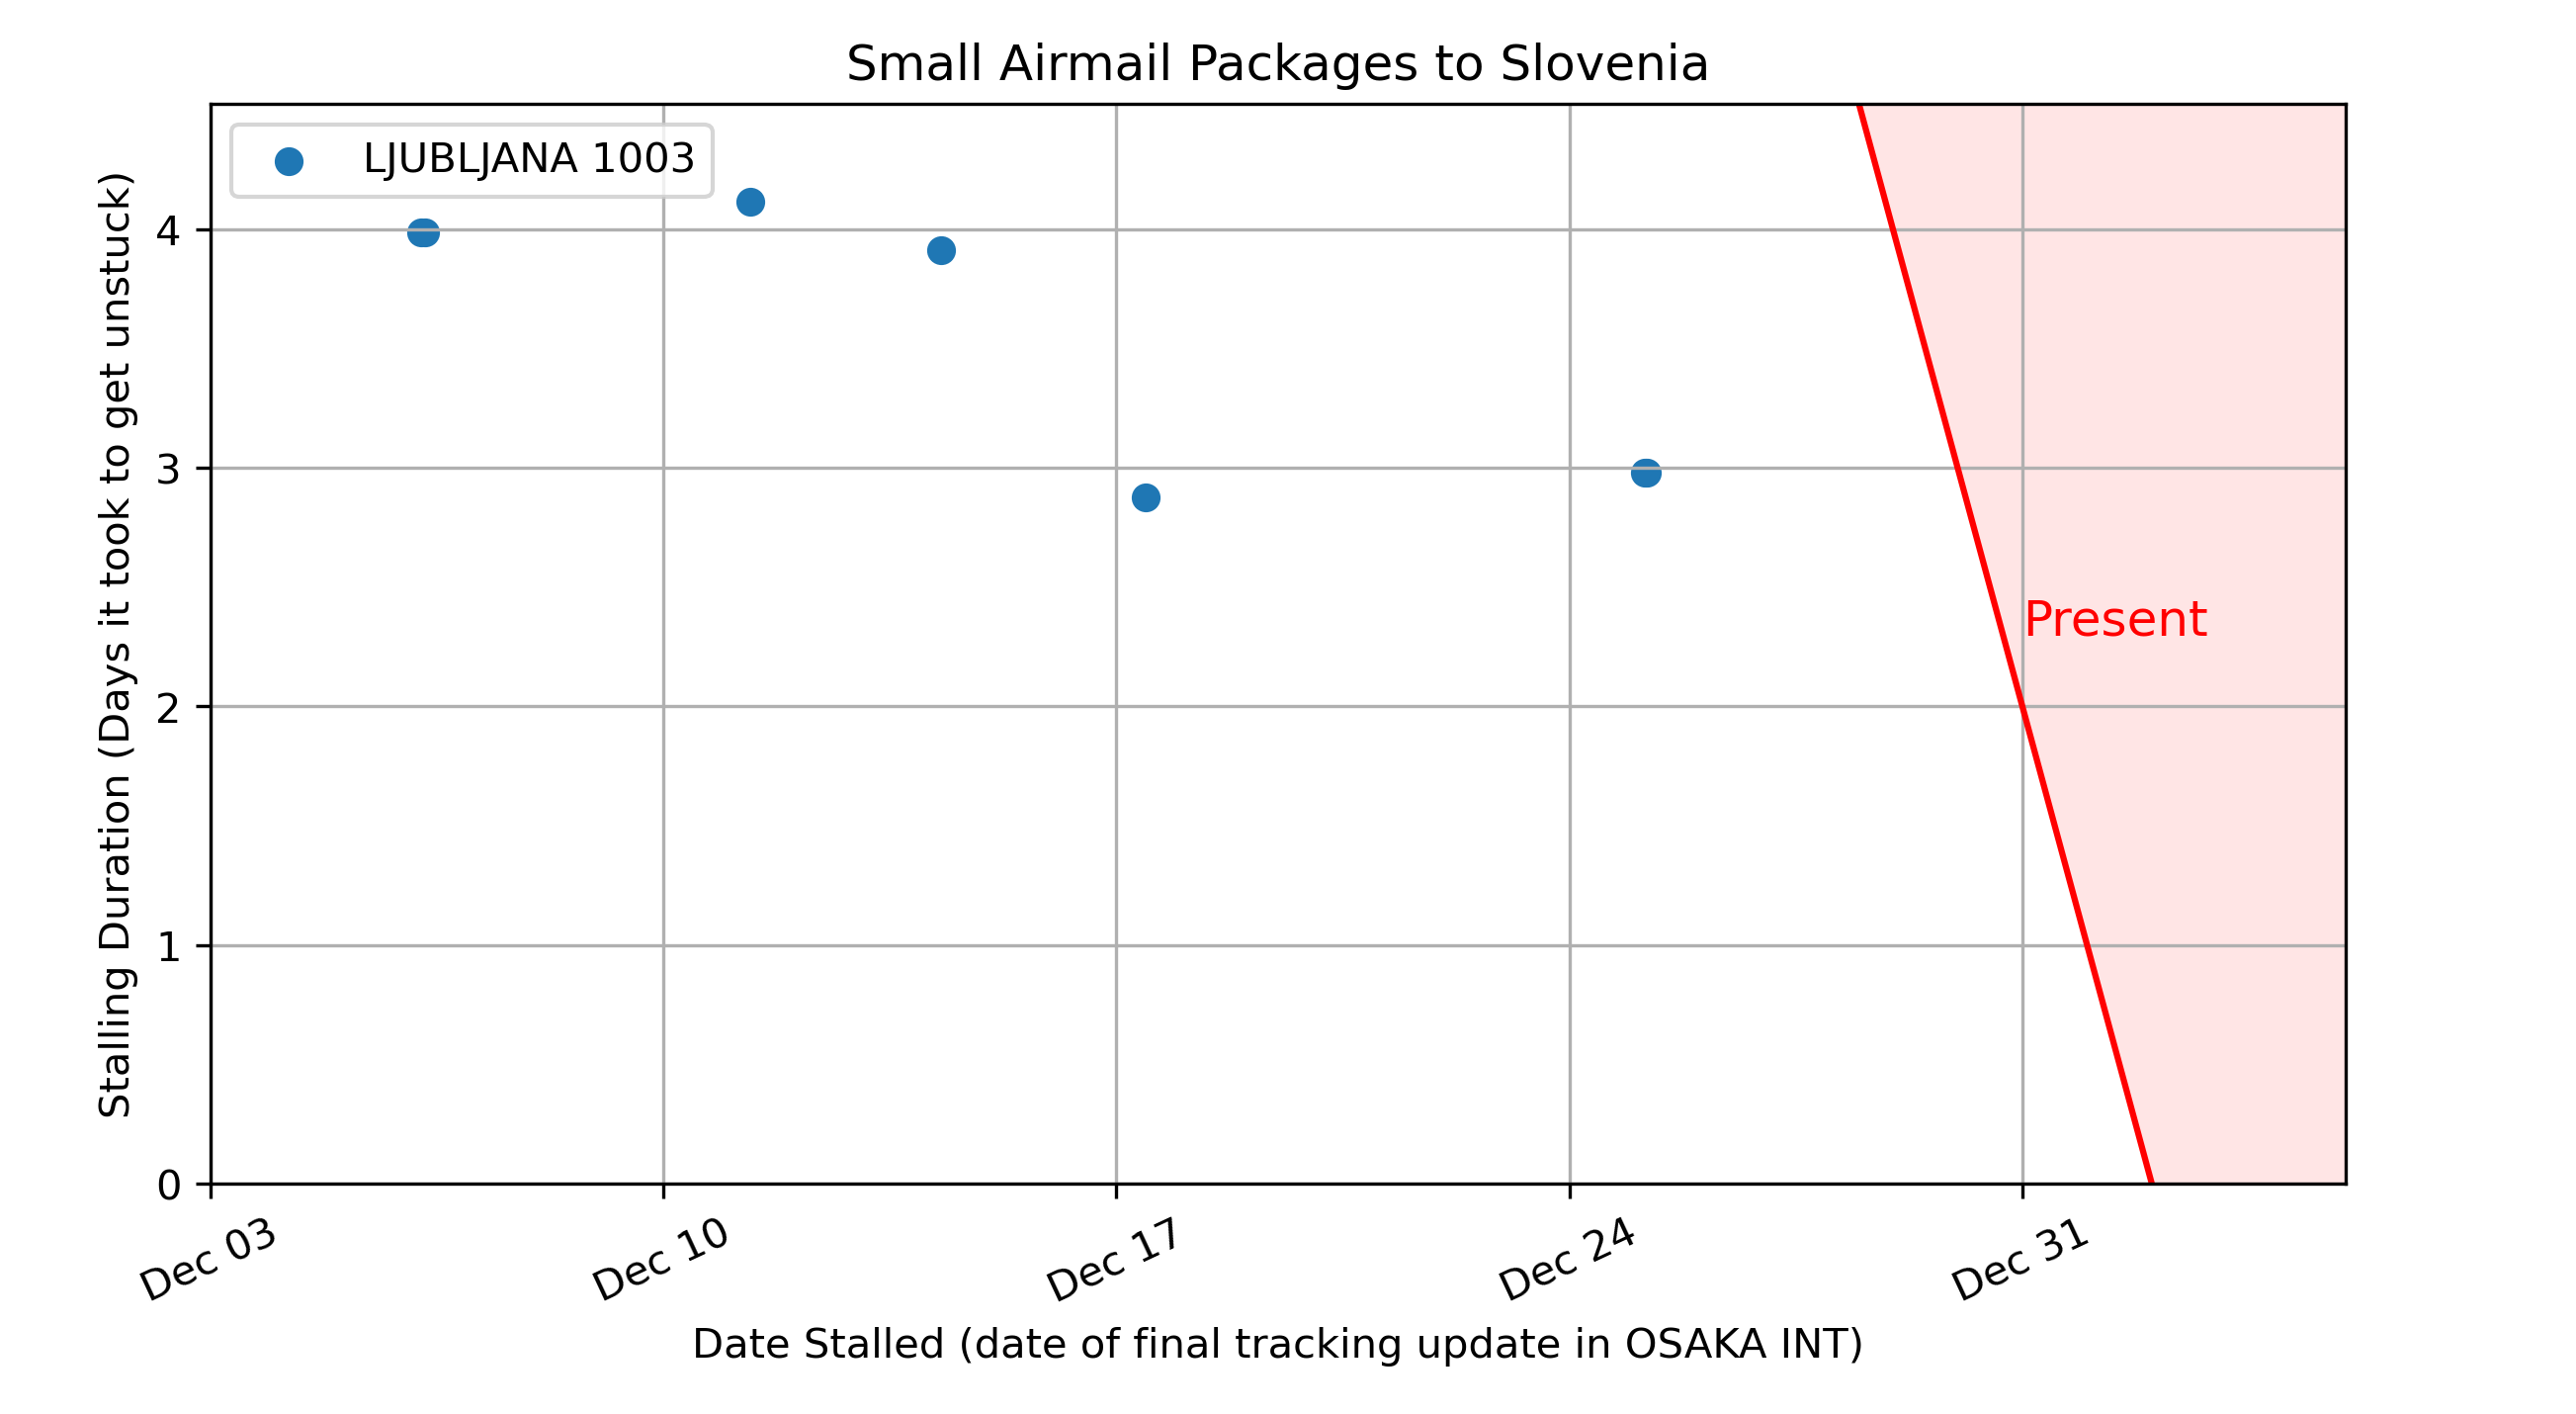 Small Airmail Packages to Slovenia
LJUBLJANA 1003
Stalling Duration (Days it took to get unstuck)
4
3
2
1
0
Present
Dec 03
Dec 10
Dec 17
Dec 24
Dec 31
Date Stalled (date of final tracking update in OSAKA INT)